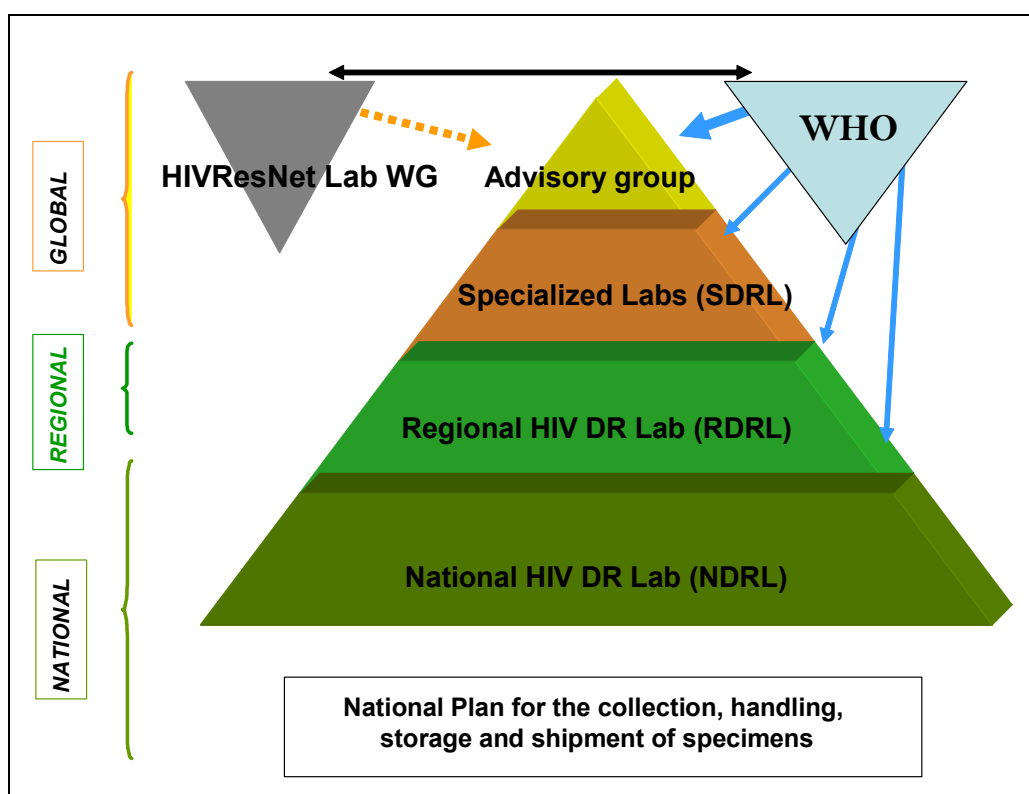 WHO
HIVResNet Lab WG
Advisory group
GLOBAL
Specialized Labs (SDRL)
REGIONAL
Regional HIV DR Lab (RDRL)
National HIV DR Lab (NDRL)
NATIONAL
National Plan for the collection, handling,
storage and shipment of specimens